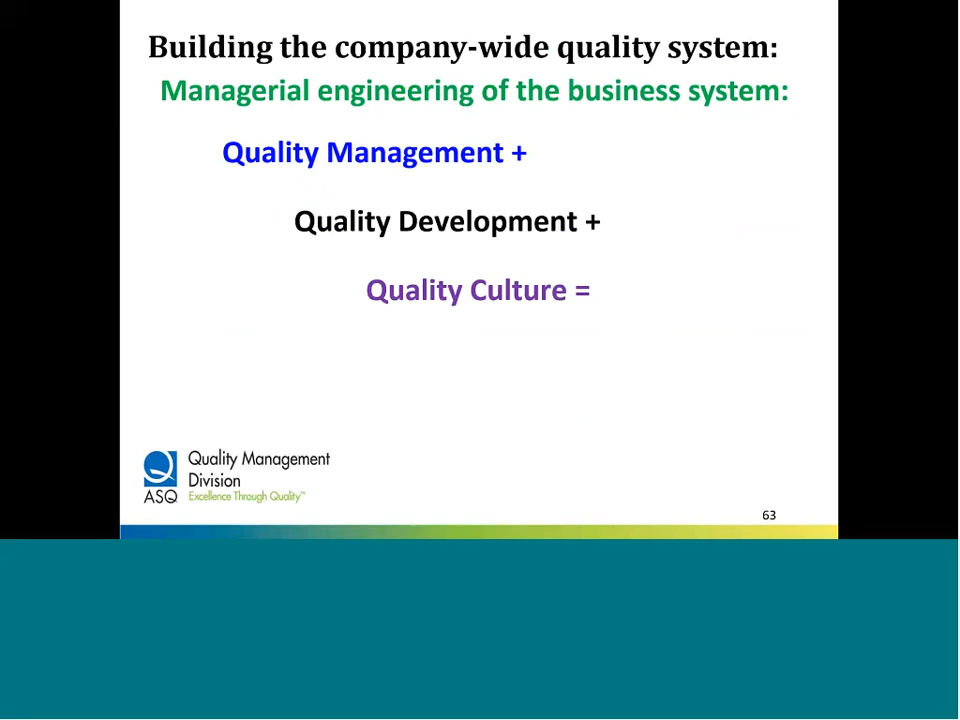 Building the company-wide quality system:
Managerial engineering of the business system:
Quality Management +
Quality Development +
Quality Culture =
Quality Management
Division
ASQ Excellence Through Quality™
63